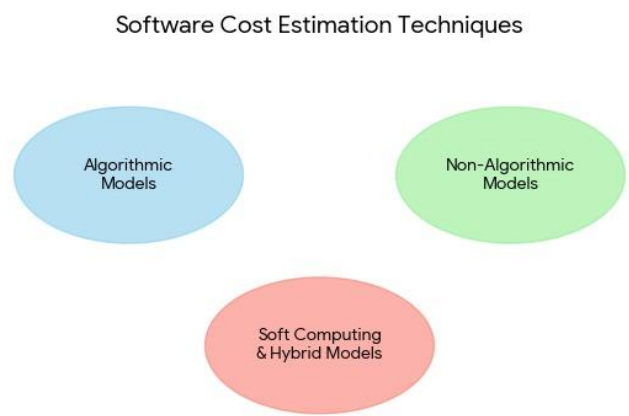 Software Cost Estimation Techniques
Algorithmic
Models
Non-Algorithmic
Models
Soft Computing
& Hybrid Models